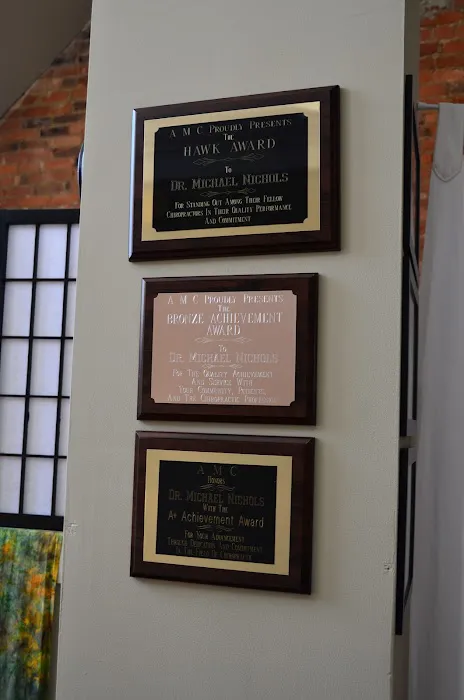 A M C Proudly Presents
The
Hawk Award
To
Dr. Michael Nichols
For Standing Out Among Their Fellow
Chiropractors In Their Quality Performance
And Commitment
A M C Proudly Presents
The
Bronze Achievement
Award
To
Dr. Michael Nichols
For The Quality Achievement
And Service With
Your Community, Patients,
And The Chiropractic Profession
A M C
Honors
Dr. Michael Nichols
With The
A+ Achievement Award
For Your Advancement
Through Dedication And Commitment
In The Field Of Chiropractic